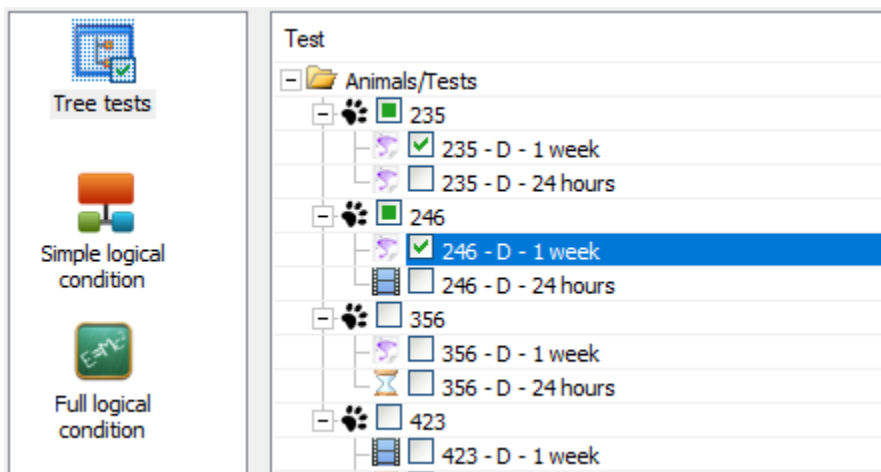 Tree tests
Simple logical
condition
E=Mc²
Full logical
condition
Test
Animals/Tests
235
235 - D - 1 week
235 - D - 24 hours
246
246 - D - 1 week
246 - D - 24 hours
356
356 - D - 1 week
356 - D - 24 hours
423
423 - D - 1 week